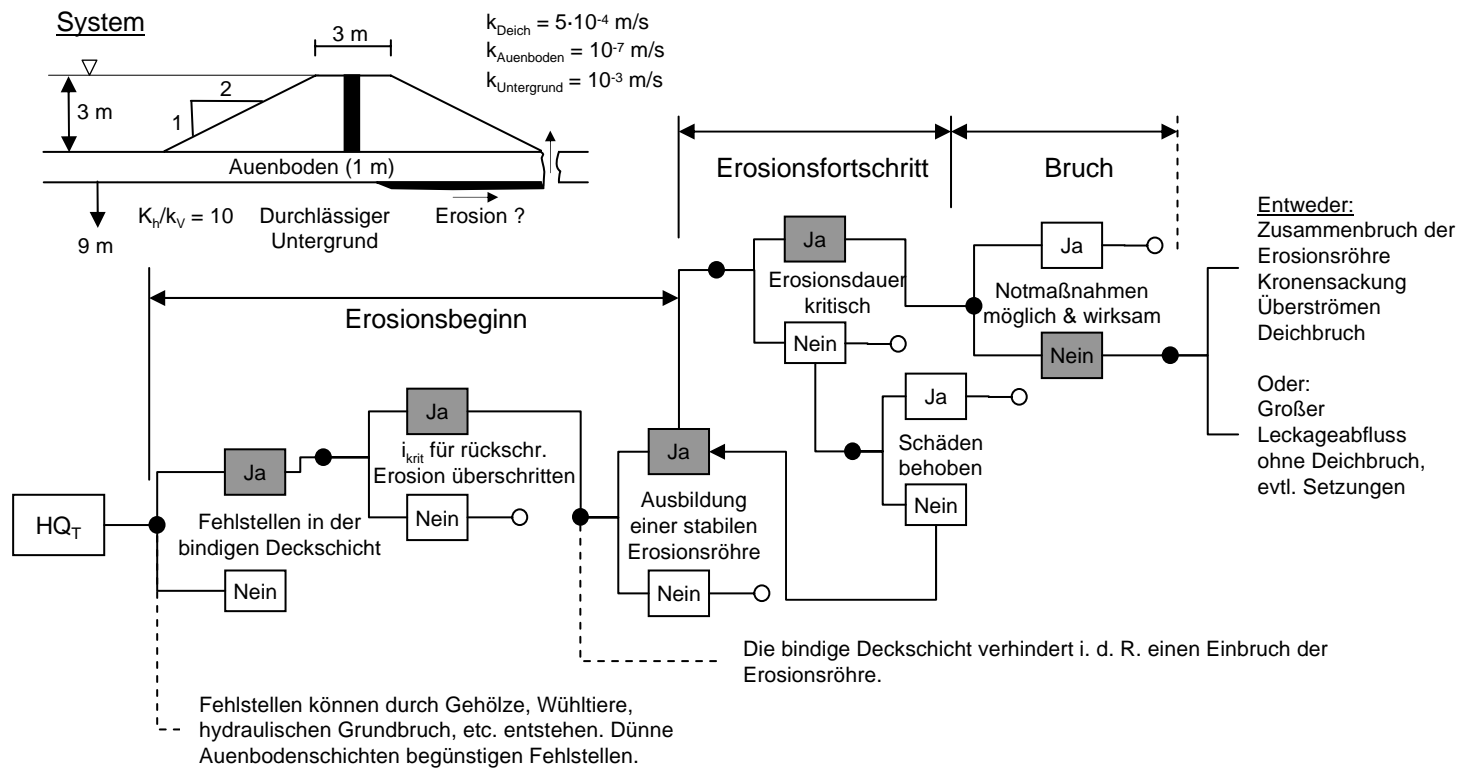 System
3 m
k_Deich = 5·10⁻⁴ m/s
k_Auenboden = 10⁻⁷ m/s
k_Untergrund = 10⁻³ m/s
2
1
3 m
Auenboden (1 m)
K_h/k_V = 10
Durchlässiger
Untergrund
Erosion ?
9 m
Erosionsbeginn
Erosionsfortschritt
Bruch
HQ_T
Ja
Fehlstellen in der
bindigen Deckschicht
Nein
Ja
i_krit für rückschr.
Erosion überschritten
Nein
Ja
Ausbildung
einer stabilen
Erosionsröhre
Nein
Ja
Erosionsdauer
kritisch
Nein
Ja
Schäden
behoben
Nein
Ja
Notmaßnahmen
möglich & wirksam
Nein
Entweder:
Zusammenbruch der
Erosionsröhre
Kronensackung
Überströmen
Deichbruch
Oder:
Großer
Leckageabfluss
ohne Deichbruch,
evtl. Setzungen
Die bindige Deckschicht verhindert i. d. R. einen Einbruch der
Erosionsröhre.
Fehlstellen können durch Gehölze, Wühltiere,
hydraulischen Grundbruch, etc. entstehen. Dünne
Auenbodenschichten begünstigen Fehlstellen.